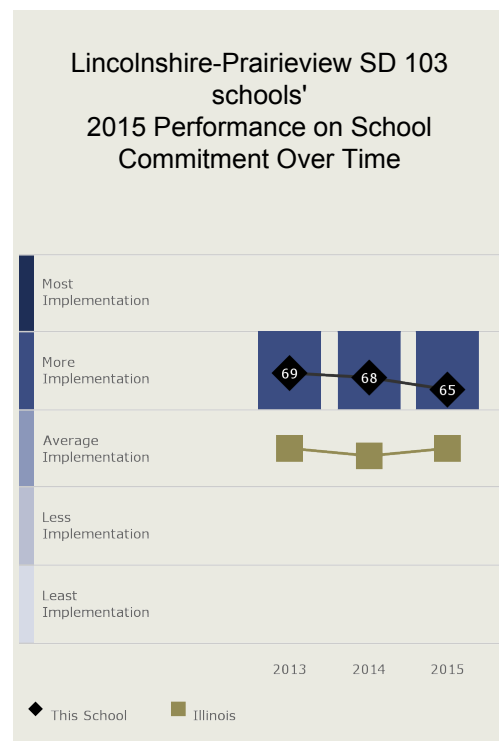 Lincolnshire-Prairieview SD 103
schools'
2015 Performance on School
Commitment Over Time
Most
Implementation
More
Implementation
69
68
65
Average
Implementation
Less
Implementation
Least
Implementation
2013 2014 2015
This School Illinois